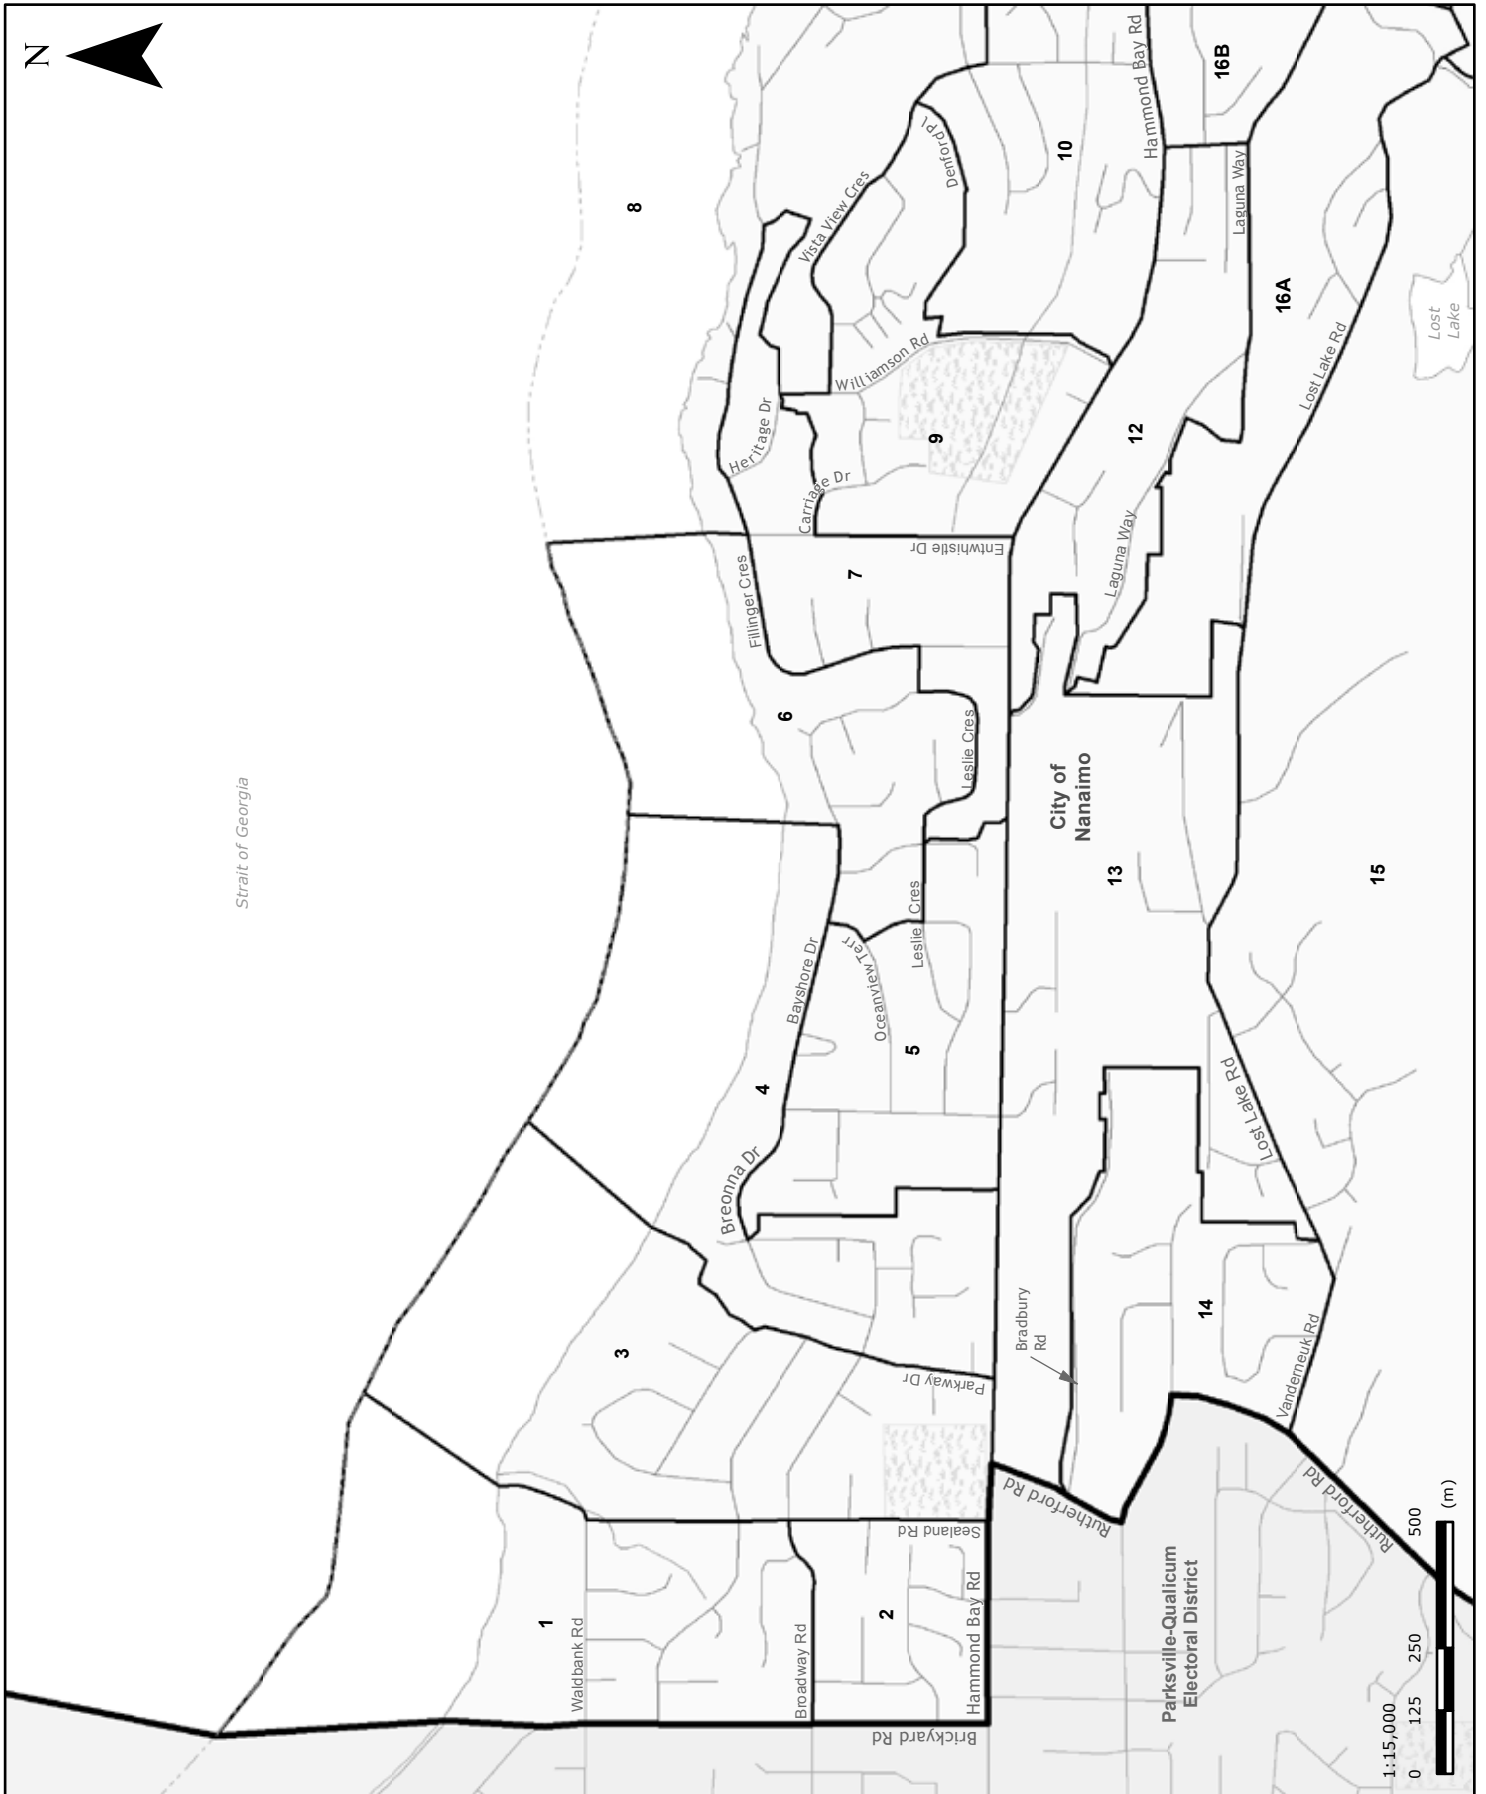 N
8
Strait of Georgia
16B
Hammond Bay Rd
10
Denford Pl
Vista View Cres
Laguna Way
16A
Lost
Lake
Lost Lake Rd
Williamson Rd
Heritage Dr
9
12
Carriage Dr
Entwhistle Dr
Laguna Way
Fillinger Cres
7
6
Leslie Cres
City of
Nanaimo
13
15
Leslie Cres
Bayshore Dr
Oceanview Terr
5
4
Lost Lake Rd
Breonna Dr
3
Parkway Dr
Bradbury
Rd
14
Vanderneuk Rd
Rutherford Rd
Rutherford Rd
Sealand Rd
1
Waldbank Rd
Broadway Rd
2
Hammond Bay Rd
Brickyard Rd
Parksville-Qualicum
Electoral District
1:15,000
0 125 250 500
(m)